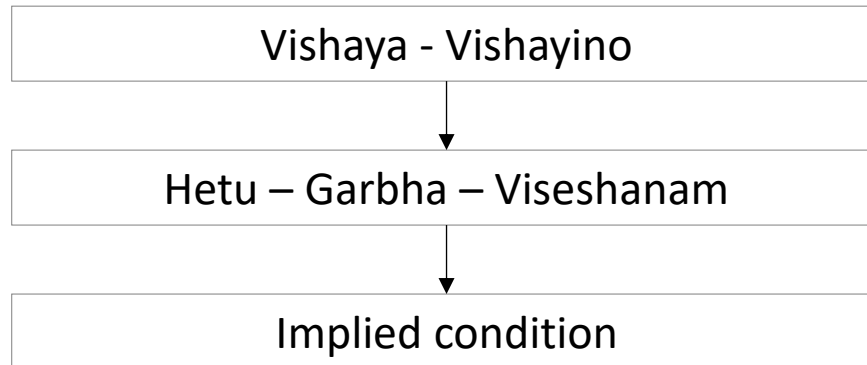 Vishaya - Vishayino
Hetu – Garbha – Viseshanam
Implied condition